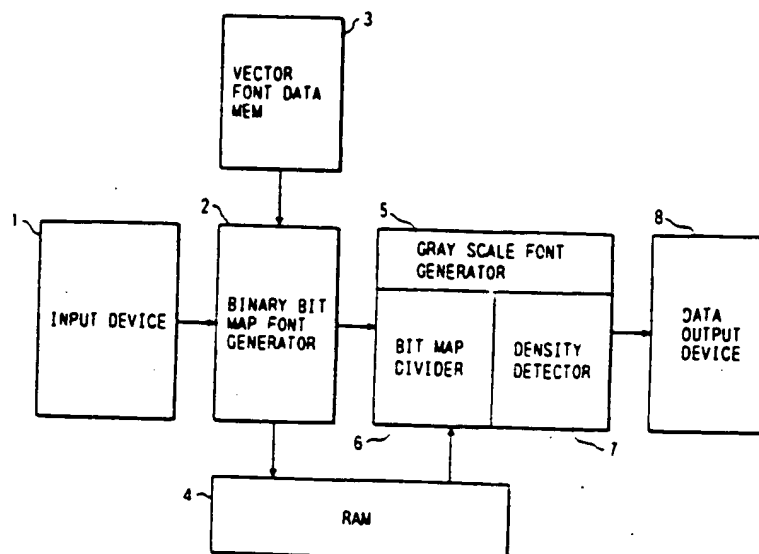 3
VECTOR
FONT DATA
MEM
1
INPUT DEVICE
2
BINARY BIT
MAP FONT
GENERATOR
5
GRAY SCALE FONT
GENERATOR
BIT MAP
DIVIDER
DENSITY
DETECTOR
6
7
8
DATA
OUTPUT
DEVICE
4
RAM